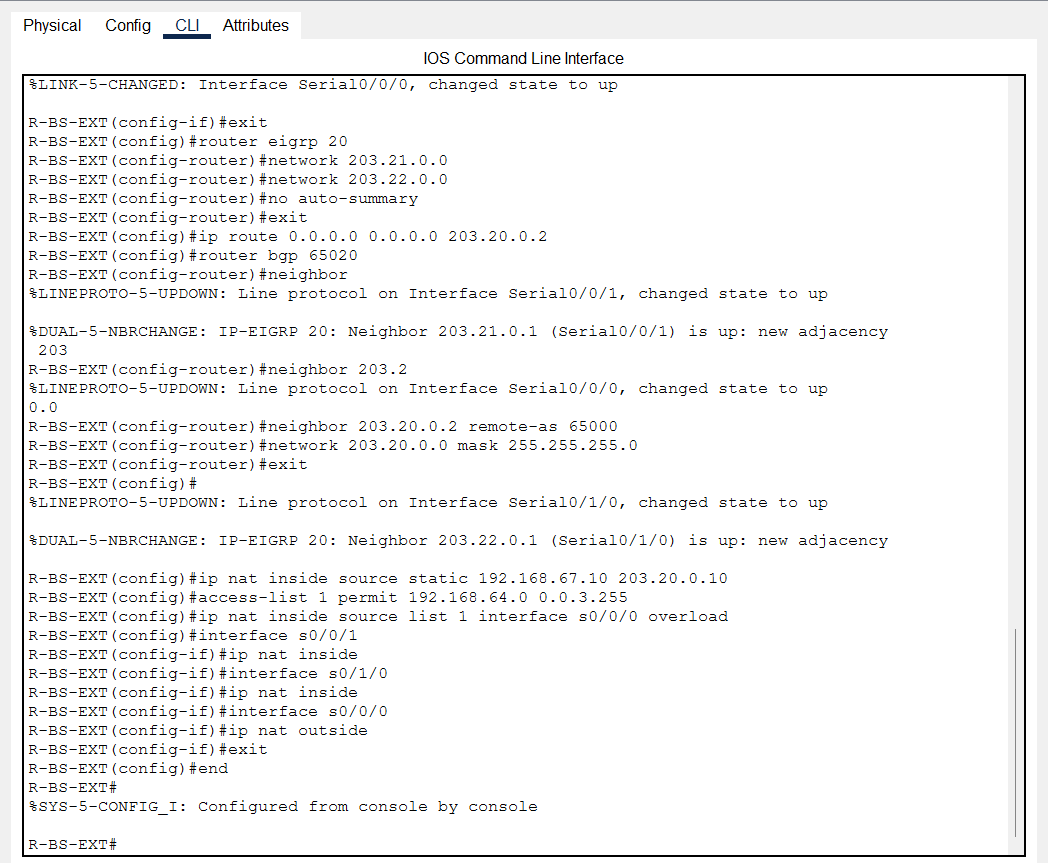 Physical Config CLI Attributes
IOS Command Line Interface
%LINK-5-CHANGED: Interface Serial0/0/0, changed state to up
R-BS-EXT(config-if)#exit
R-BS-EXT(config)#router eigrp 20
R-BS-EXT(config-router)#network 203.21.0.0
R-BS-EXT(config-router)#network 203.22.0.0
R-BS-EXT(config-router)#no auto-summary
R-BS-EXT(config-router)#exit
R-BS-EXT(config)#ip route 0.0.0.0 0.0.0.0 203.20.0.2
R-BS-EXT(config)#router bgp 65020
R-BS-EXT(config-router)#neighbor
%LINEPROTO-5-UPDOWN: Line protocol on Interface Serial0/0/1, changed state to up
%DUAL-5-NBRCHANGE: IP-EIGRP 20: Neighbor 203.21.0.1 (Serial0/0/1) is up: new adjacency
203
R-BS-EXT(config-router)#neighbor 203.2
%LINEPROTO-5-UPDOWN: Line protocol on Interface Serial0/0/0, changed state to up
0.0
R-BS-EXT(config-router)#neighbor 203.20.0.2 remote-as 65000
R-BS-EXT(config-router)#network 203.20.0.0 mask 255.255.255.0
R-BS-EXT(config-router)#exit
R-BS-EXT(config)#
%LINEPROTO-5-UPDOWN: Line protocol on Interface Serial0/1/0, changed state to up
%DUAL-5-NBRCHANGE: IP-EIGRP 20: Neighbor 203.22.0.1 (Serial0/1/0) is up: new adjacency
R-BS-EXT(config)#ip nat inside source static 192.168.67.10 203.20.0.10
R-BS-EXT(config)#access-list 1 permit 192.168.64.0 0.0.3.255
R-BS-EXT(config)#ip nat inside source list 1 interface s0/0/0 overload
R-BS-EXT(config)#interface s0/0/1
R-BS-EXT(config-if)#ip nat inside
R-BS-EXT(config-if)#interface s0/1/0
R-BS-EXT(config-if)#ip nat inside
R-BS-EXT(config-if)#interface s0/0/0
R-BS-EXT(config-if)#ip nat outside
R-BS-EXT(config-if)#exit
R-BS-EXT(config)#end
R-BS-EXT#
%SYS-5-CONFIG_I: Configured from console by console
R-BS-EXT#